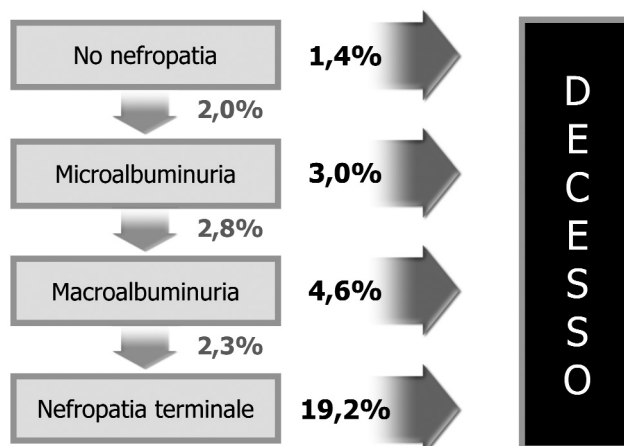 No nefropatia 1,4%
2,0%
Microalbuminuria 3,0%
2,8%
Macroalbuminuria 4,6%
2,3%
Nefropatia terminale 19,2%
DECESSO